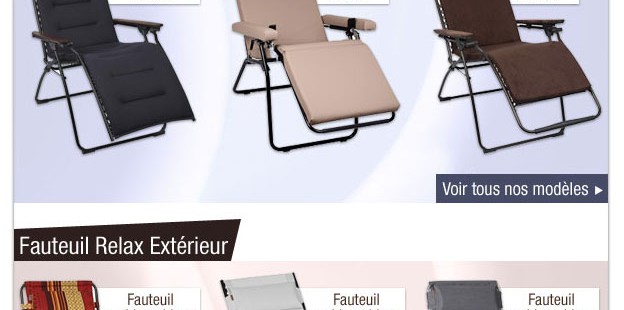 Voir tous nos modèles ▶
Fauteuil Relax Extérieur
Fauteuil
Fauteuil
Fauteuil